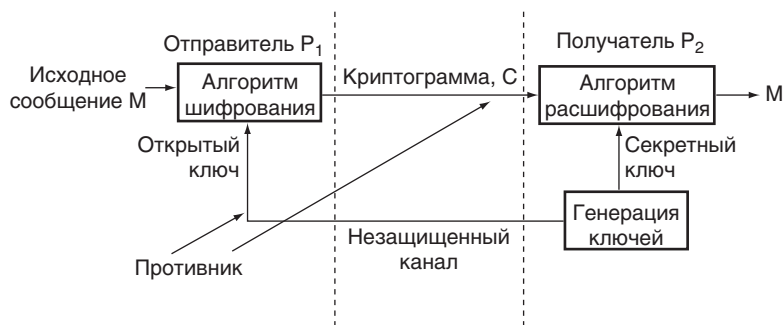 Отправитель P₁
Получатель P₂
Исходное
сообщение M
Алгоритм
шифрования
Криптограмма, C
Алгоритм
расшифрования
M
Открытый
ключ
Секретный
ключ
Генерация
ключей
Незащищенный
канал
Противник